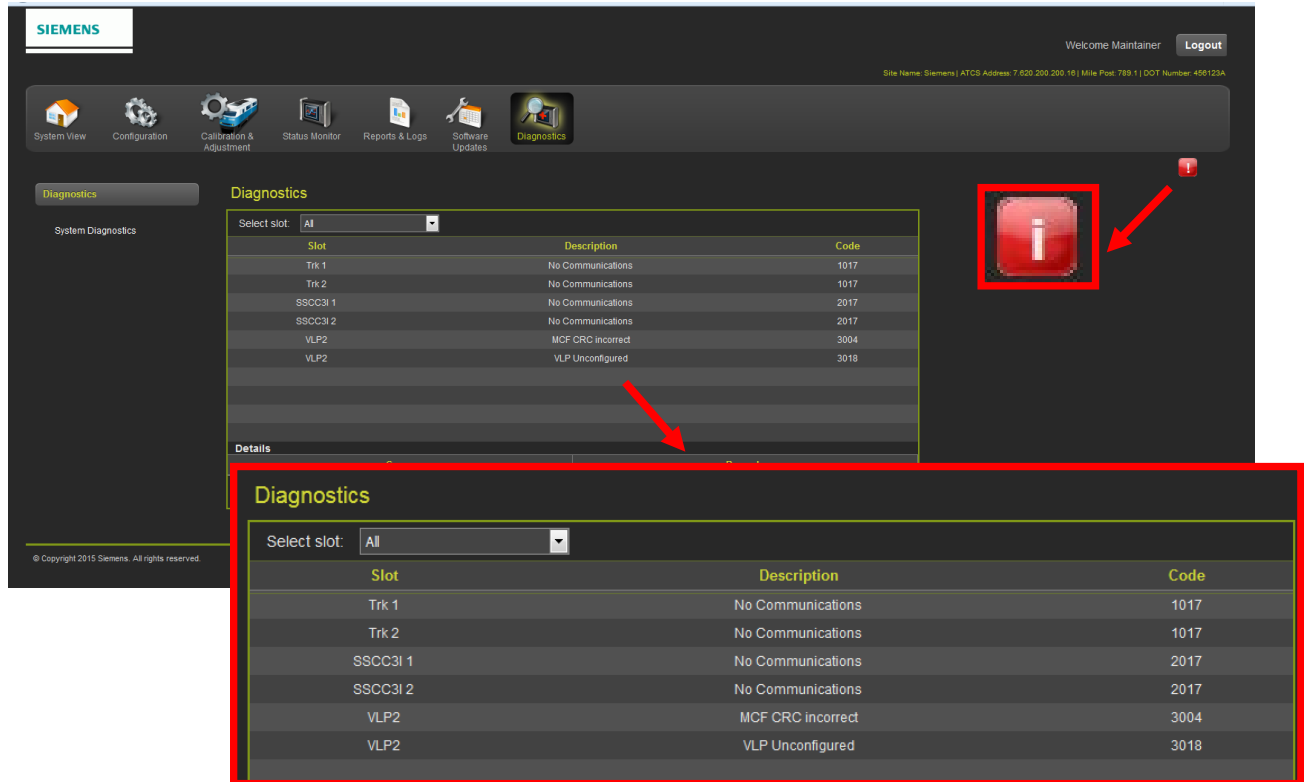 SIEMENS
Welcome Maintainer Logout
Site Name: Siemens | ATCS Address: 7.620.200.200.16 | Mile Post: 789.1 | DOT Number: 456123A
System View Configuration Calibration & Adjustment Status Monitor Reports & Logs Software Updates Diagnostics
Diagnostics
System Diagnostics
Diagnostics
Select slot: All
Slot Description Code
Trk 1 No Communications 1017
Trk 2 No Communications 1017
SSCC3I 1 No Communications 2017
SSCC3I 2 No Communications 2017
VLP2 MCF CRC incorrect 3004
VLP2 VLP Unconfigured 3018
Details
© Copyright 2015 Siemens. All rights reserved.
Diagnostics
Select slot: All
Slot Description Code
Trk 1 No Communications 1017
Trk 2 No Communications 1017
SSCC3I 1 No Communications 2017
SSCC3I 2 No Communications 2017
VLP2 MCF CRC incorrect 3004
VLP2 VLP Unconfigured 3018